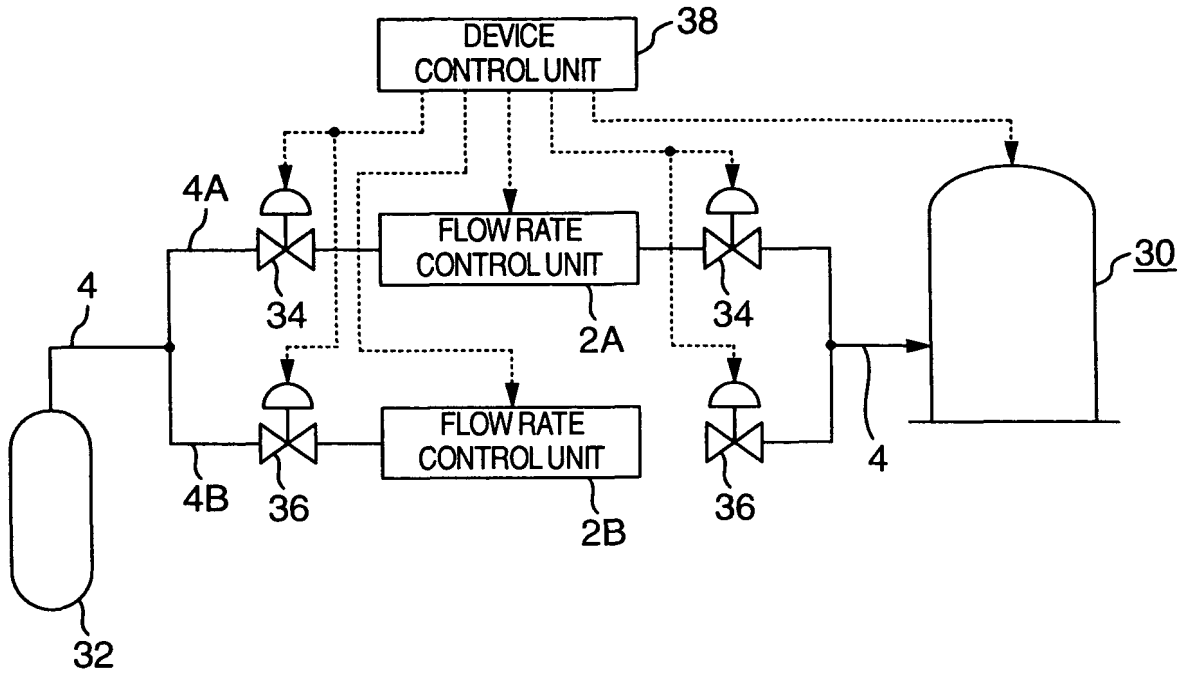 38
DEVICE
CONTROL UNIT
4A
FLOW RATE
CONTROL UNIT
30
34
34
4
2A
FLOW RATE
CONTROL UNIT
4
4B
36
36
2B
32